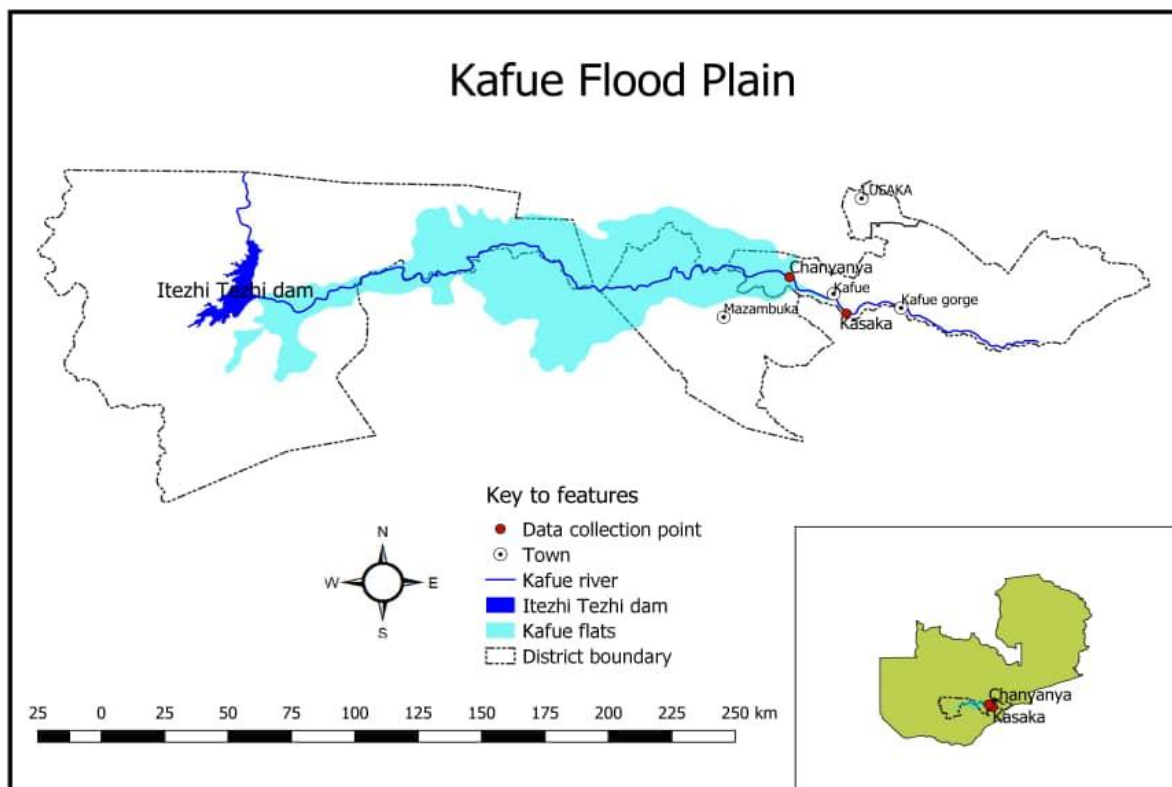 Kafue Flood Plain
LUSAKA
Chanyanya
Itezhi Tezhi dam
Kafue
Kafue gorge
Mazambuka
Kasaka
Key to features
Data collection point
Town
Kafue river
Itezhi Tezhi dam
Kafue flats
District boundary
N
W E
S
25 0 25 50 75 100 125 150 175 200 225 250 km
Chanyanya
Kasaka